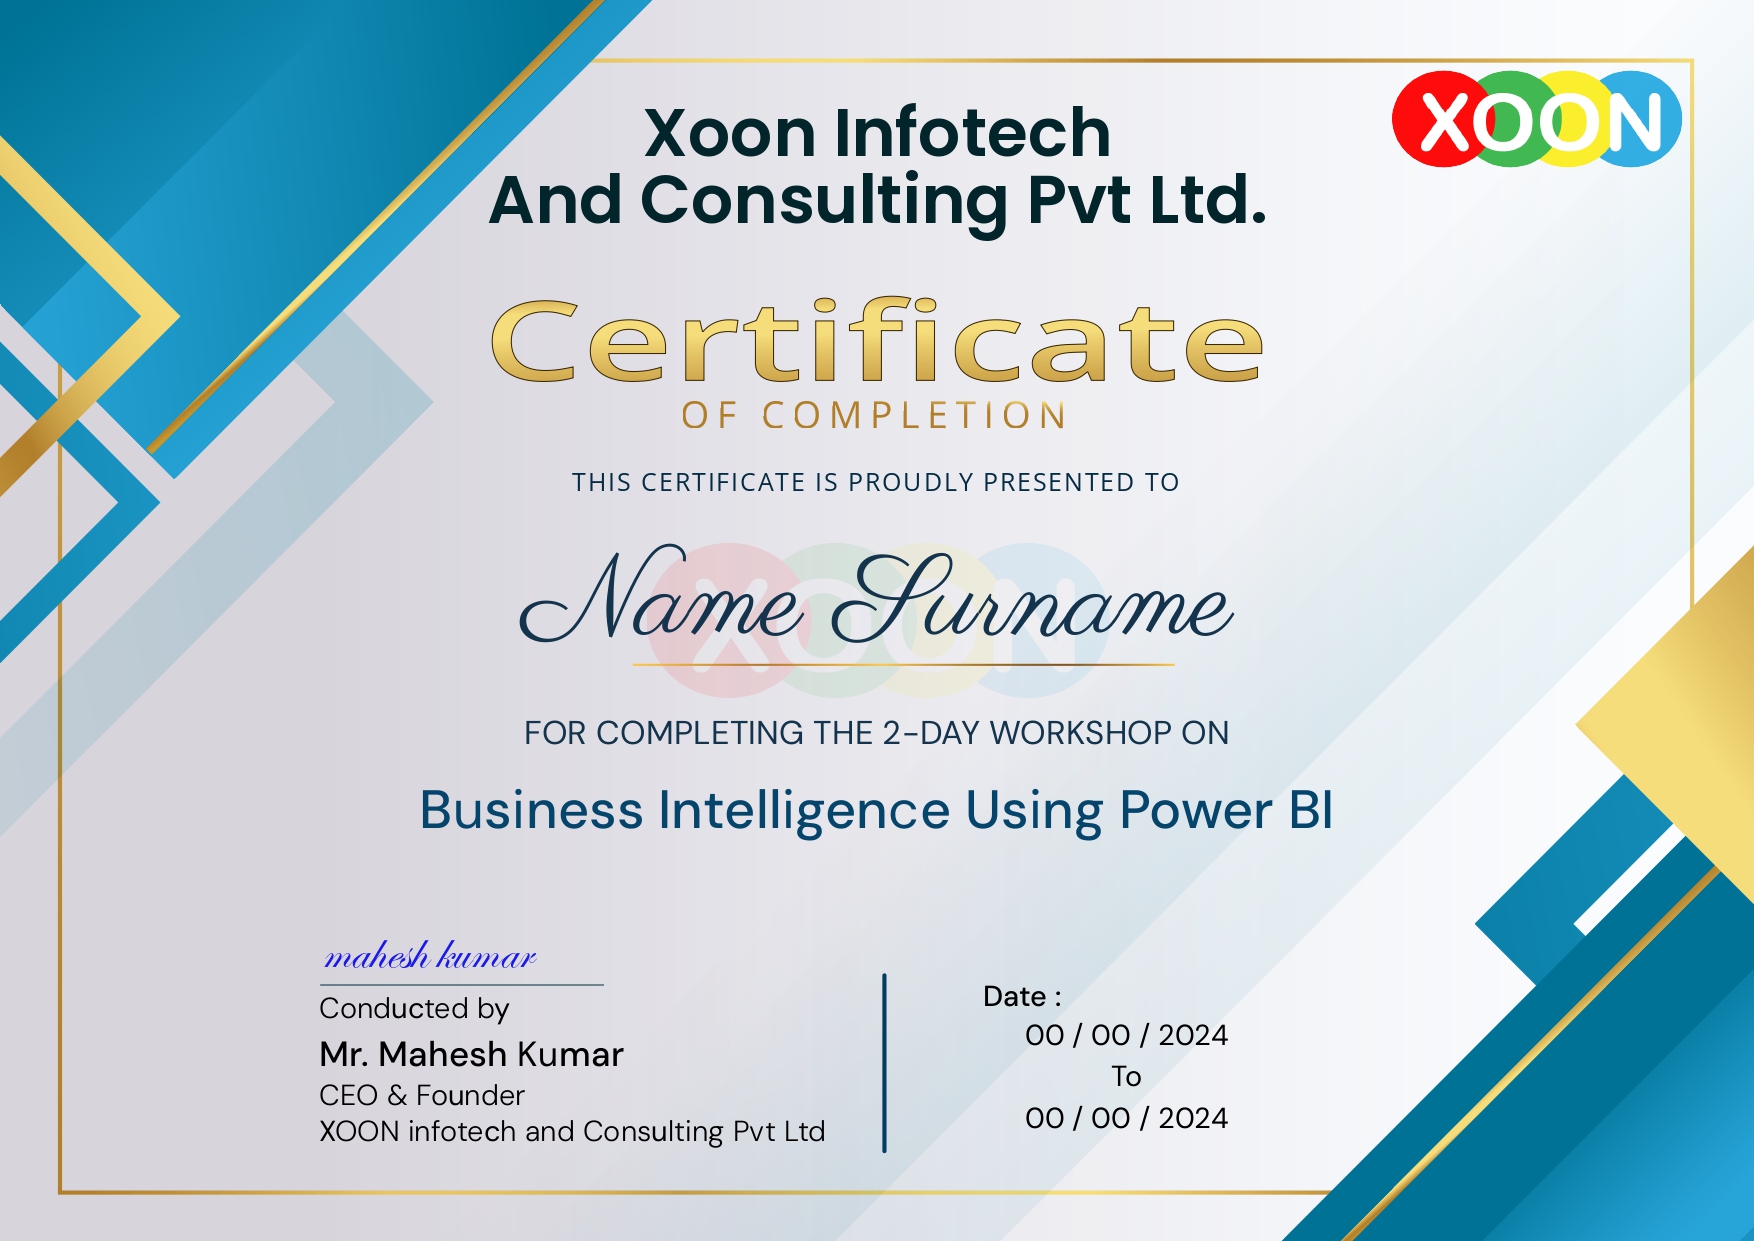 XOON
Xoon Infotech
And Consulting Pvt Ltd.
Certificate
OF COMPLETION
THIS CERTIFICATE IS PROUDLY PRESENTED TO
XOON
Name Surname
FOR COMPLETING THE 2-DAY WORKSHOP ON
Business Intelligence Using Power BI
mahesh kumar
Conducted by
Mr. Mahesh Kumar
CEO & Founder
XOON infotech and Consulting Pvt Ltd
Date :
00 / 00 / 2024
To
00 / 00 / 2024